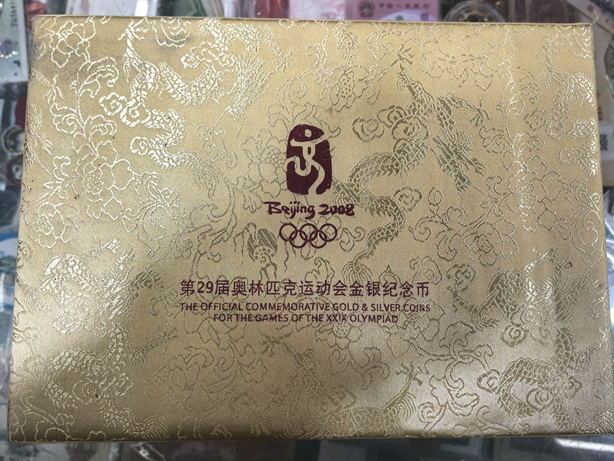 Beijing 2008
第29届奥林匹克运动会金银纪念币
THE OFFICIAL COMMEMORATIVE GOLD & SILVER COINS
FOR THE GAMES OF THE XXIX OLYMPIAD